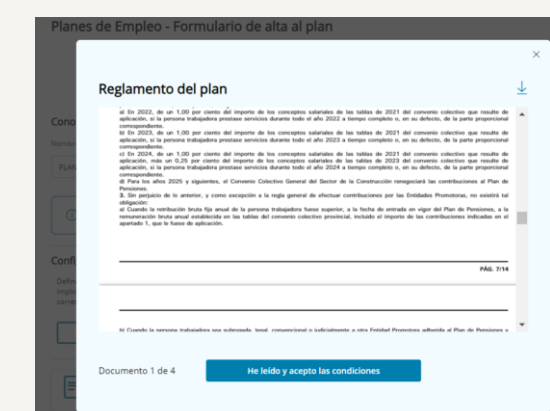 Planes de Empleo - Formulario de alta al plan
×
Reglamento del plan
a) En 2022, de un 1,00 por ciento del importe de los conceptos salariales de las tablas de 2021 del convenio colectivo que resulte de
aplicación, si la persona trabajadora prestase servicios durante todo el año 2022 a tiempo completo o, en su defecto, de la parte proporcional
correspondiente.
b) En 2023, de un 1,00 por ciento del importe de los conceptos salariales de las tablas de 2021 del convenio colectivo que resulte de
aplicación, si la persona trabajadora prestase servicios durante todo el año 2023 a tiempo completo o, en su defecto, de la parte proporcional
correspondiente.
c) En 2024, de un 1,00 por ciento del importe de los conceptos salariales de las tablas de 2021 del convenio colectivo que resulte de
aplicación, más un 0,25 por ciento de los conceptos salariales de las tablas de 2023 del convenio colectivo que resulte de
aplicación, si la persona trabajadora prestase servicios durante todo el año 2024 a tiempo completo o, en su defecto, de la parte proporcional
correspondiente.
d) Para los años 2025 y siguientes, el Convenio Colectivo General del Sector de la Construcción renegociará las contribuciones al Plan de
Pensiones.
3. Sin perjuicio de lo anterior, y como excepción a la regla general de efectuar contribuciones por las Entidades Promotoras, no existirá tal
obligación:
a) Cuando la retribución bruta fija anual de la persona trabajadora fuese superior, a la fecha de entrada en vigor del Plan de Pensiones, a la
remuneración bruta anual establecida en las tablas del convenio colectivo provincial, incluido el importe de las contribuciones indicadas en el
apartado 1, que le fuese de aplicación.
PÁG. 7/14
b) Cuando la persona trabajadora sea subrogada, legal, convencional o judicialmente a otra Entidad Promotora adherida al Plan de Pensiones y
Cono
Nombre
PLAN
Confi
Defin
implic
corre
Documento 1 de 4
He leído y acepto las condiciones